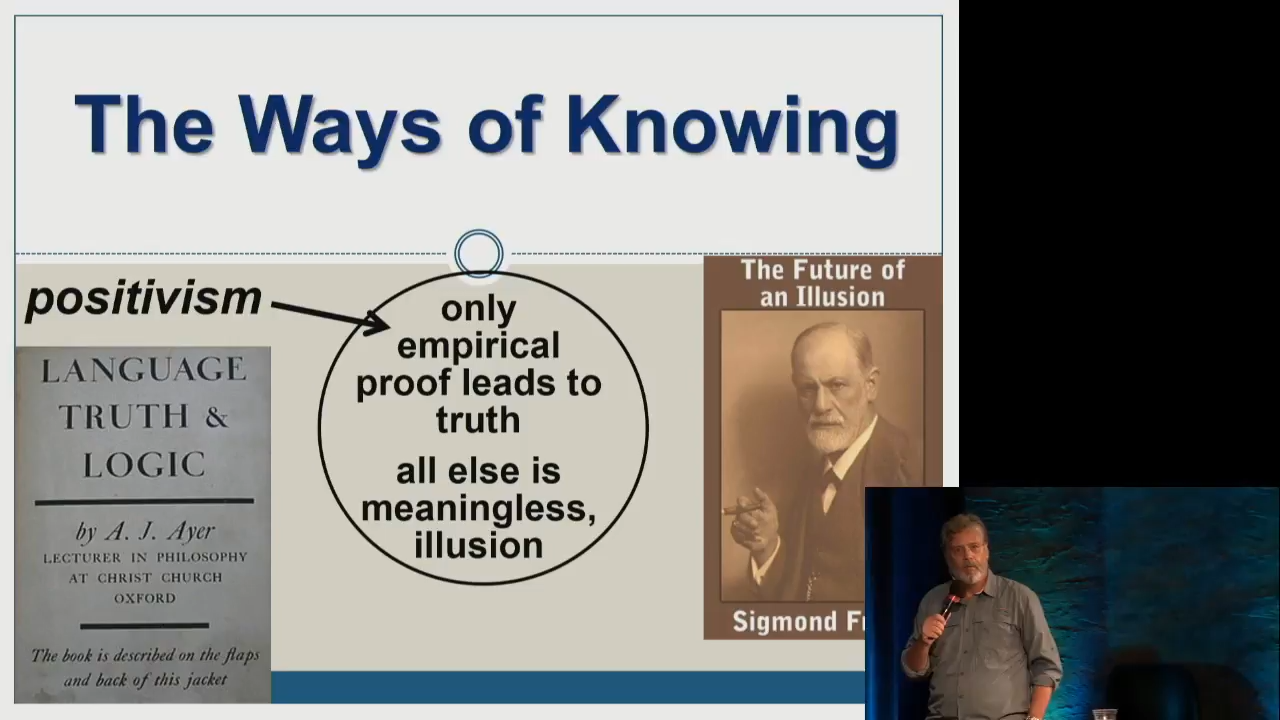 The Ways of Knowing
positivism
only
empirical
proof leads to
truth
all else is
meaningless,
illusion
LANGUAGE
TRUTH &
LOGIC
by A. J. Ayer
LECTURER IN PHILOSOPHY
AT CHRIST CHURCH
OXFORD
The book is described on the flaps
and back of this jacket
The Future of
an Illusion
Sigmond